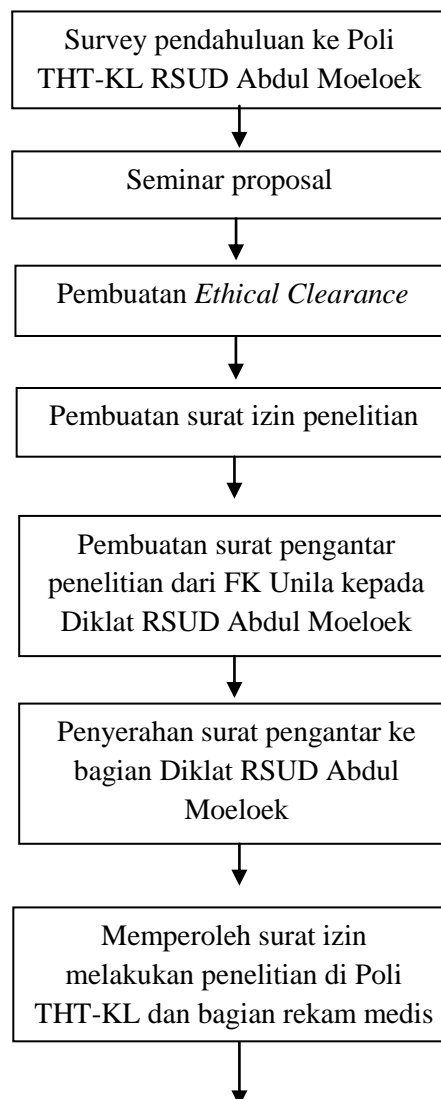 Survey pendahuluan ke Poli
THT-KL RSUD Abdul Moeloek
Seminar proposal
Pembuatan Ethical Clearance
Pembuatan surat izin penelitian
Pembuatan surat pengantar
penelitian dari FK Unila kepada
Diklat RSUD Abdul Moeloek
Penyerahan surat pengantar ke
bagian Diklat RSUD Abdul
Moeloek
Memperoleh surat izin
melakukan penelitian di Poli
THT-KL dan bagian rekam medis